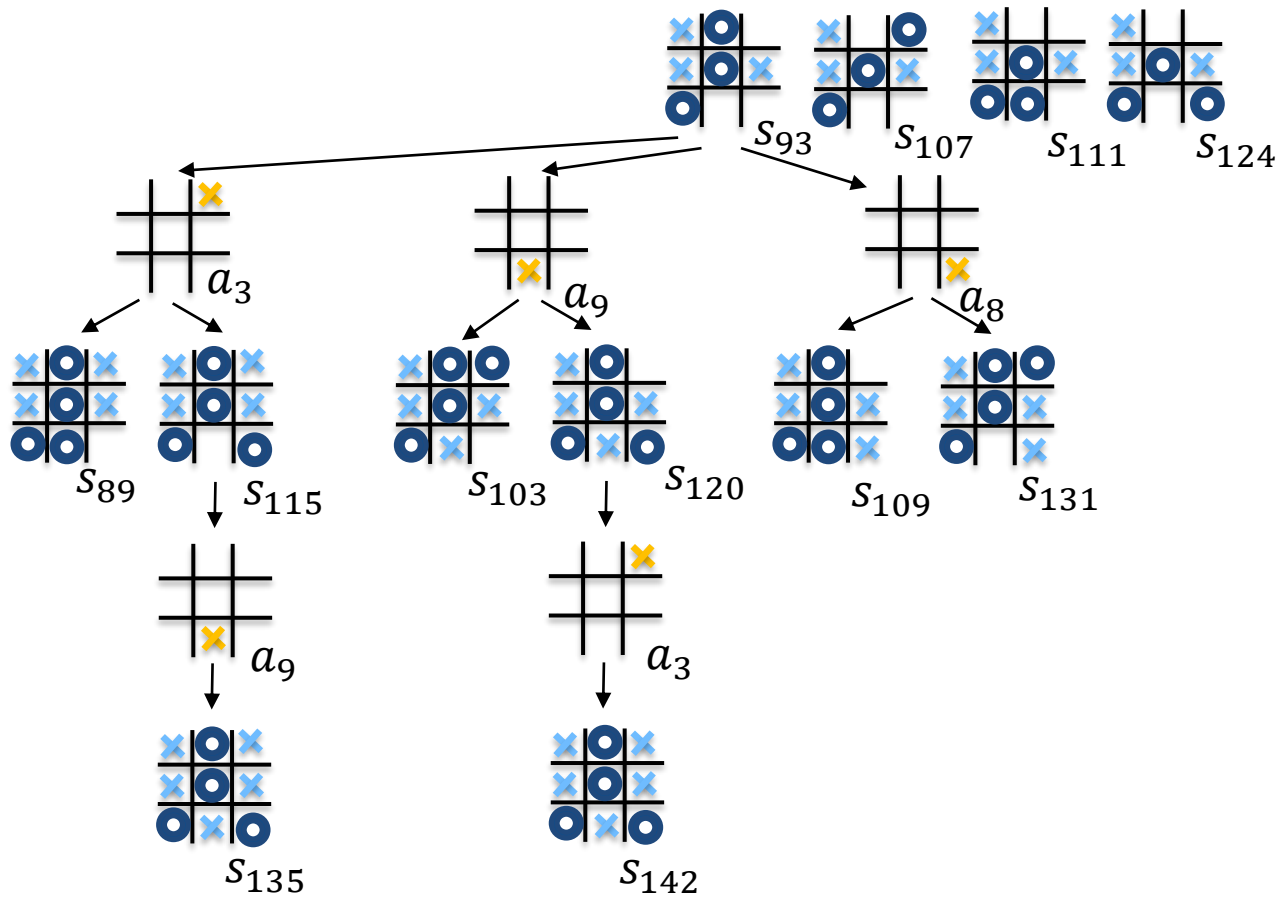 s₉₃
s₁₀₇
s₁₁₁
s₁₂₄
a₃
a₉
a₈
s₈₉
s₁₁₅
s₁₀₃
s₁₂₀
s₁₀₉
s₁₃₁
a₉
a₃
s₁₃₅
s₁₄₂